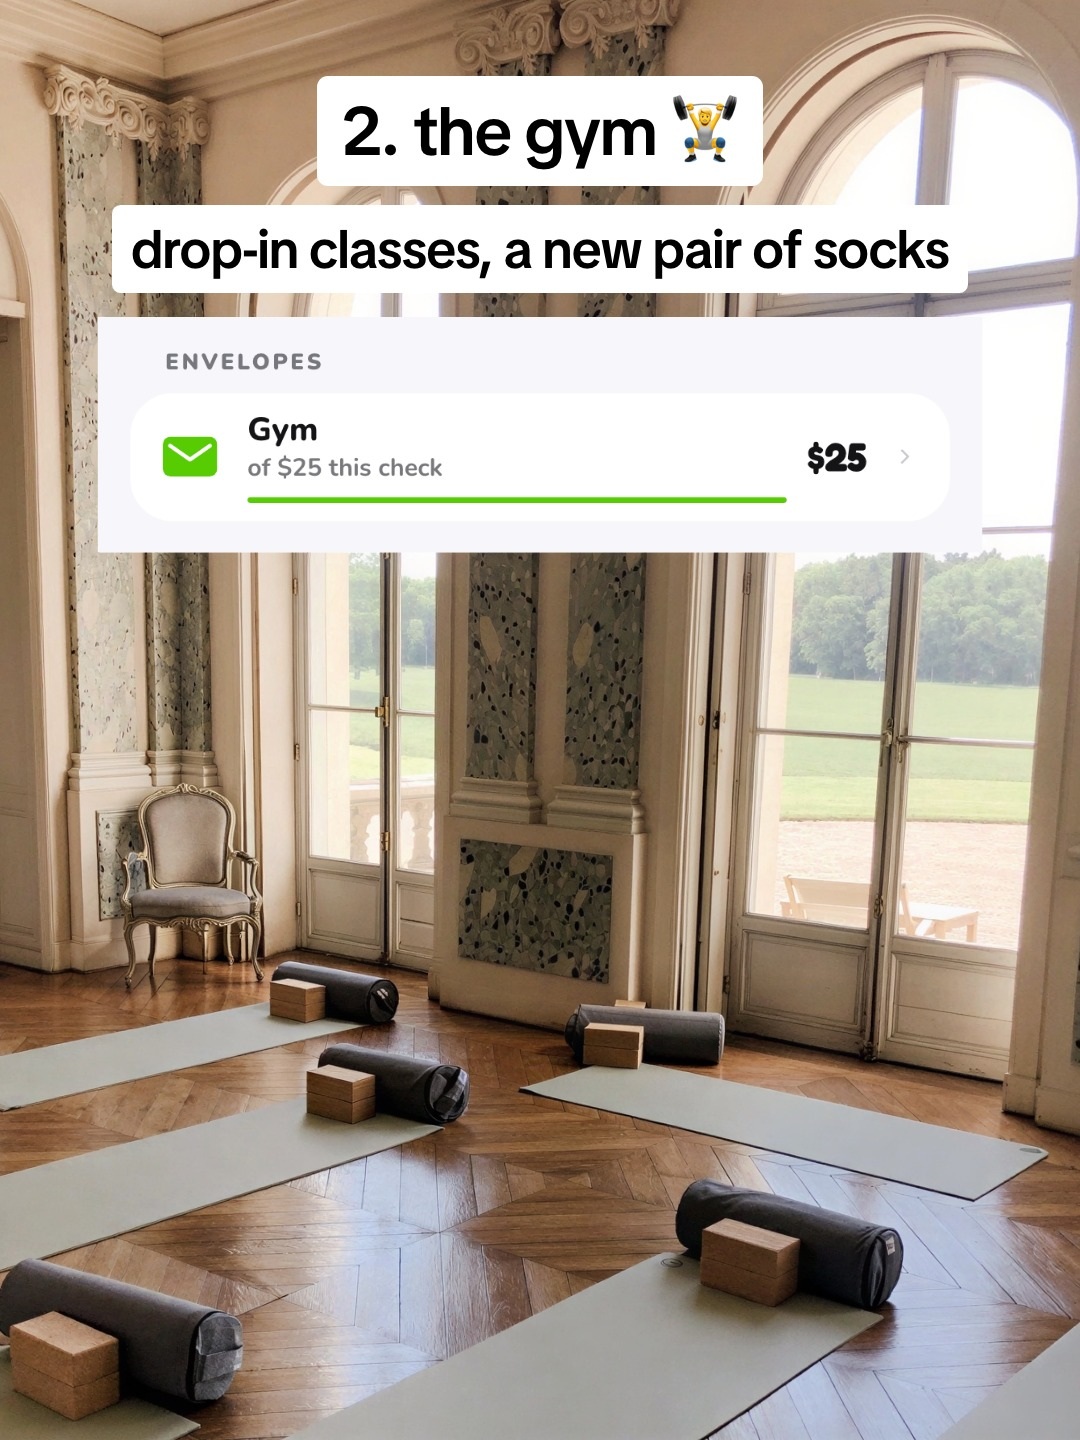 2. the gym 🏋️
drop-in classes, a new pair of socks
ENVELOPES
Gym
of $25 this check
$25